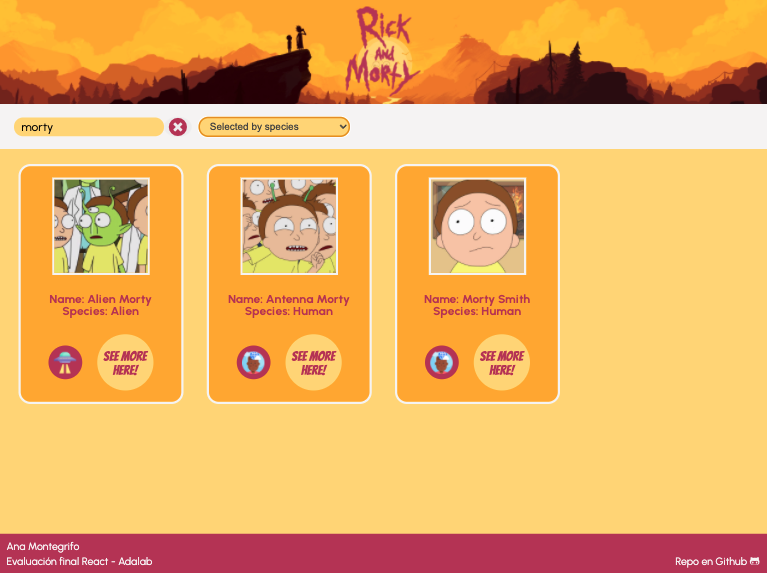 Rick
AND
Morty
morty
Selected by species
Name: Alien Morty
Species: Alien
SEE MORE
HERE!
Name: Antenna Morty
Species: Human
SEE MORE
HERE!
Name: Morty Smith
Species: Human
SEE MORE
HERE!
Ana Montegrifo
Evaluación final React - Adalab
Repo en Github